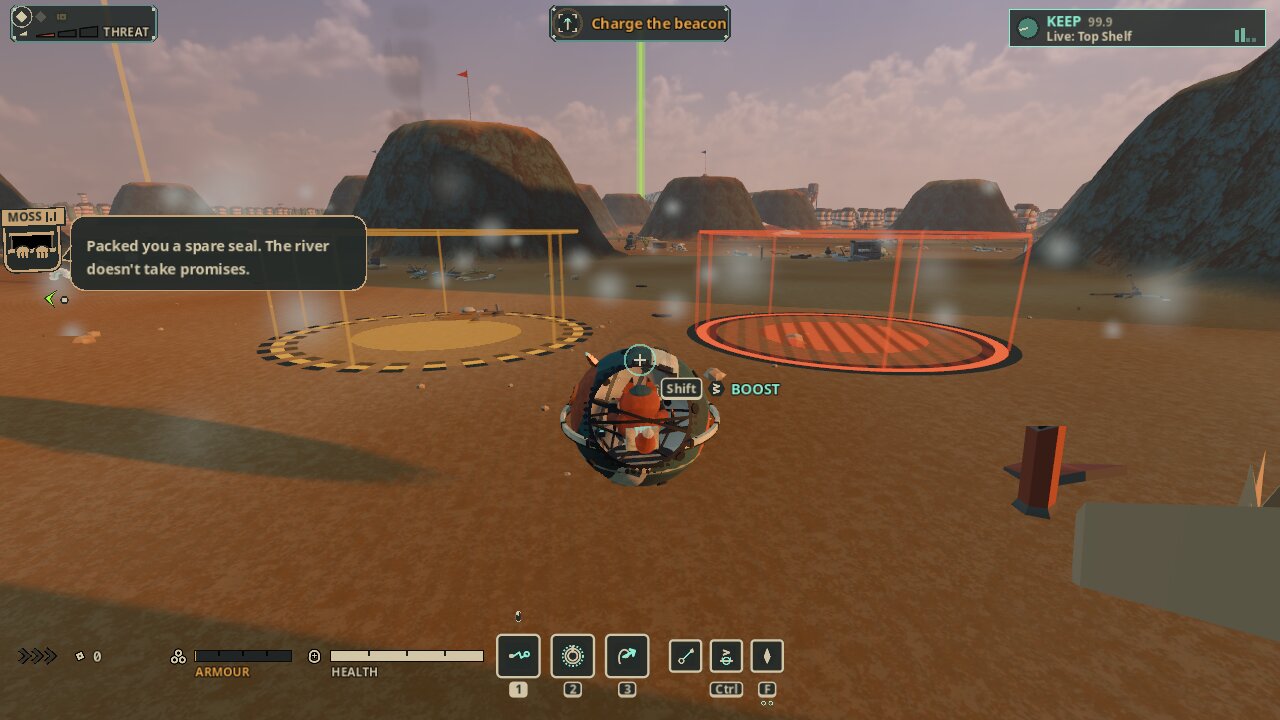 THREAT
Charge the beacon
KEEP 99.9
Live: Top Shelf
MOSS
Packed you a spare seal. The river
doesn't take promises.
Shift BOOST
0
ARMOUR
HEALTH
1 2 3 Ctrl F